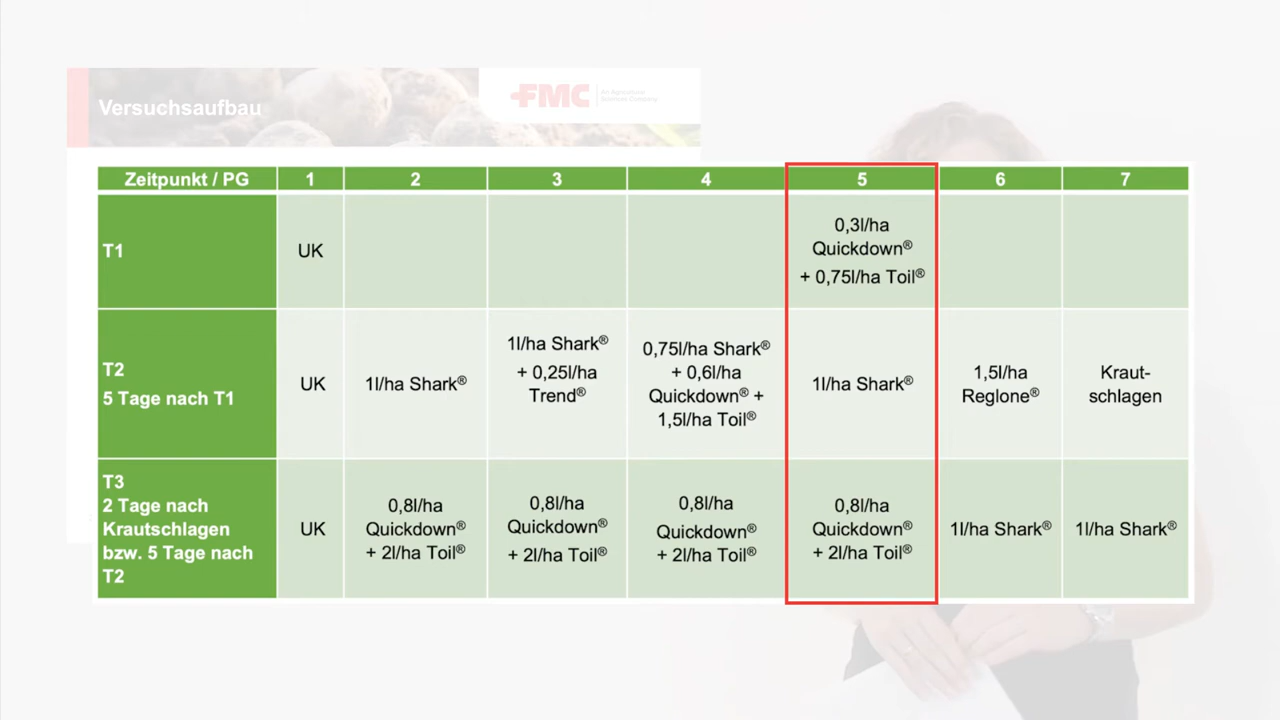 Versuchsaufbau
FMC
An Agricultural
Sciences Company
Zeitpunkt / PG 1 2 3 4 5 6 7
T1
UK
0,3l/ha
Quickdown®
+ 0,75l/ha Toil®
T2
5 Tage nach T1
UK
1l/ha Shark®
1l/ha Shark®
+ 0,25l/ha
Trend®
0,75l/ha Shark®
+ 0,6l/ha
Quickdown® +
1,5l/ha Toil®
1l/ha Shark®
1,5l/ha
Reglone®
Kraut-
schlagen
T3
2 Tage nach
Krautschlagen
bzw. 5 Tage nach
T2
UK
0,8l/ha
Quickdown®
+ 2l/ha Toil®
0,8l/ha
Quickdown®
+ 2l/ha Toil®
0,8l/ha
Quickdown®
+ 2l/ha Toil®
0,8l/ha
Quickdown®
+ 2l/ha Toil®
1l/ha Shark®
1l/ha Shark®